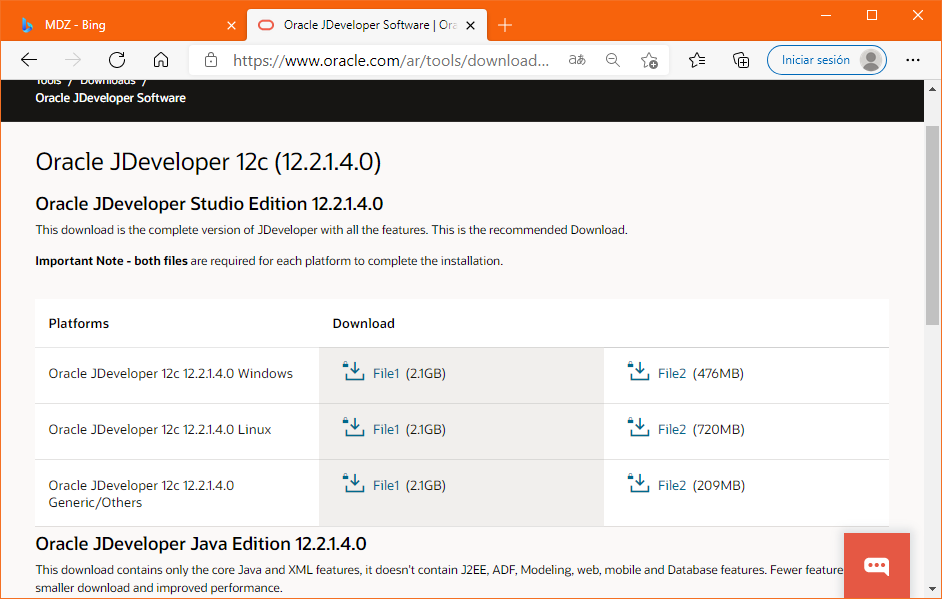 MDZ - Bing
Oracle JDeveloper Software | Ora
https://www.oracle.com/ar/tools/download...
Iniciar sesión
Tools / Downloads /
Oracle JDeveloper Software
Oracle JDeveloper 12c (12.2.1.4.0)
Oracle JDeveloper Studio Edition 12.2.1.4.0
This download is the complete version of JDeveloper with all the features. This is the recommended Download.
Important Note - both files are required for each platform to complete the installation.
Platforms Download
Oracle JDeveloper 12c 12.2.1.4.0 Windows File1 (2.1GB) File2 (476MB)
Oracle JDeveloper 12c 12.2.1.4.0 Linux File1 (2.1GB) File2 (720MB)
Oracle JDeveloper 12c 12.2.1.4.0 File1 (2.1GB) File2 (209MB)
Generic/Others
Oracle JDeveloper Java Edition 12.2.1.4.0
This download contains only the core Java and XML features, it doesn't contain J2EE, ADF, Modeling, web, mobile and Database features. Fewer feature
smaller download and improved performance.